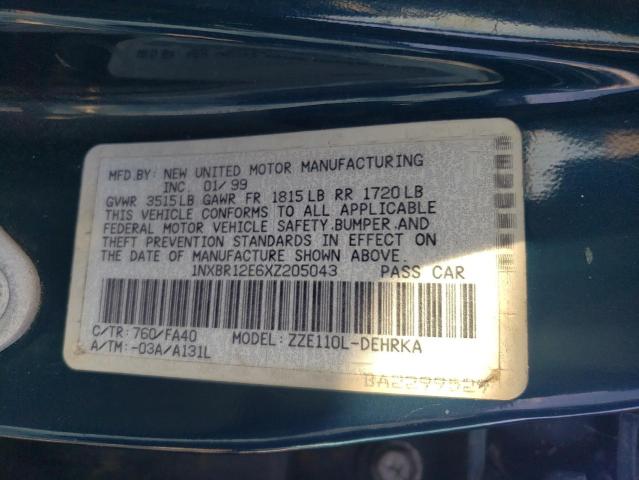 MFD.BY: NEW UNITED MOTOR MANUFACTURING
INC 01/99
GVWR 3515LB GAWR FR 1815LB RR 1720LB
THIS VEHICLE CONFORMS TO ALL APPLICABLE
FEDERAL MOTOR VEHICLE SAFETY.BUMPER.AND
THEFT PREVENTION STANDARDS IN EFFECT ON
THE DATE OF MANUFACTURE SHOWN ABOVE.
1NXBR12E6XZ205043 PASS CAR
C/TR: 760/FA40 MODEL: ZZE110L-DEHRKA
A/TM: -03A/A131L
BA2299527